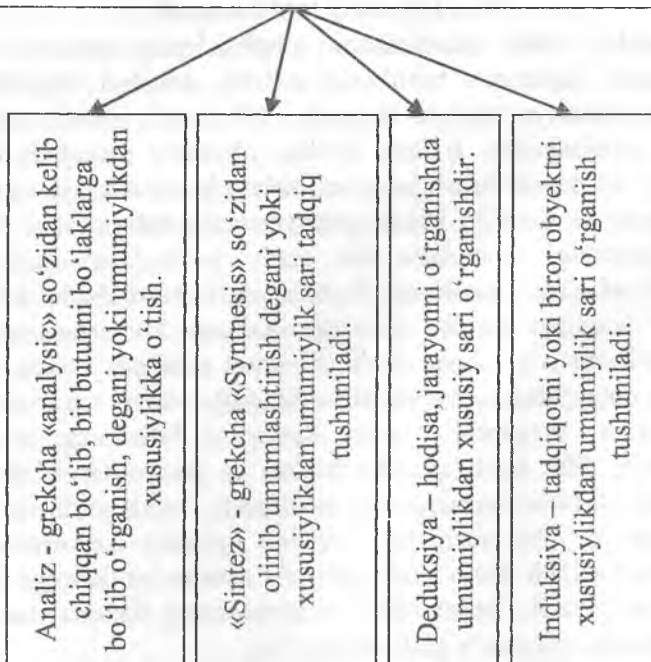 Analiz - grekcha «analysic» so‘zidan kelib
chiqqan bo‘lib, bir butunni bo‘laklarga
bo‘lib o‘rganish, degani yoki umumiylikdan
xususiylikka o‘tish.
«Sintez» – grekcha«Syntesis» so‘zidan
olinib umumlashtirish degani yoki
xususiylikdan umumiylik sari tadqiq
tushuniladi
Deduksiya – hodisa, jarayonni o‘rganishda
umumiylikdan xususiy sari o‘rganishdir.
Induksiya – tadqqotni yoki biror obyektni
xususiylikdan umumiylik sari o‘rganish
tushuniladi